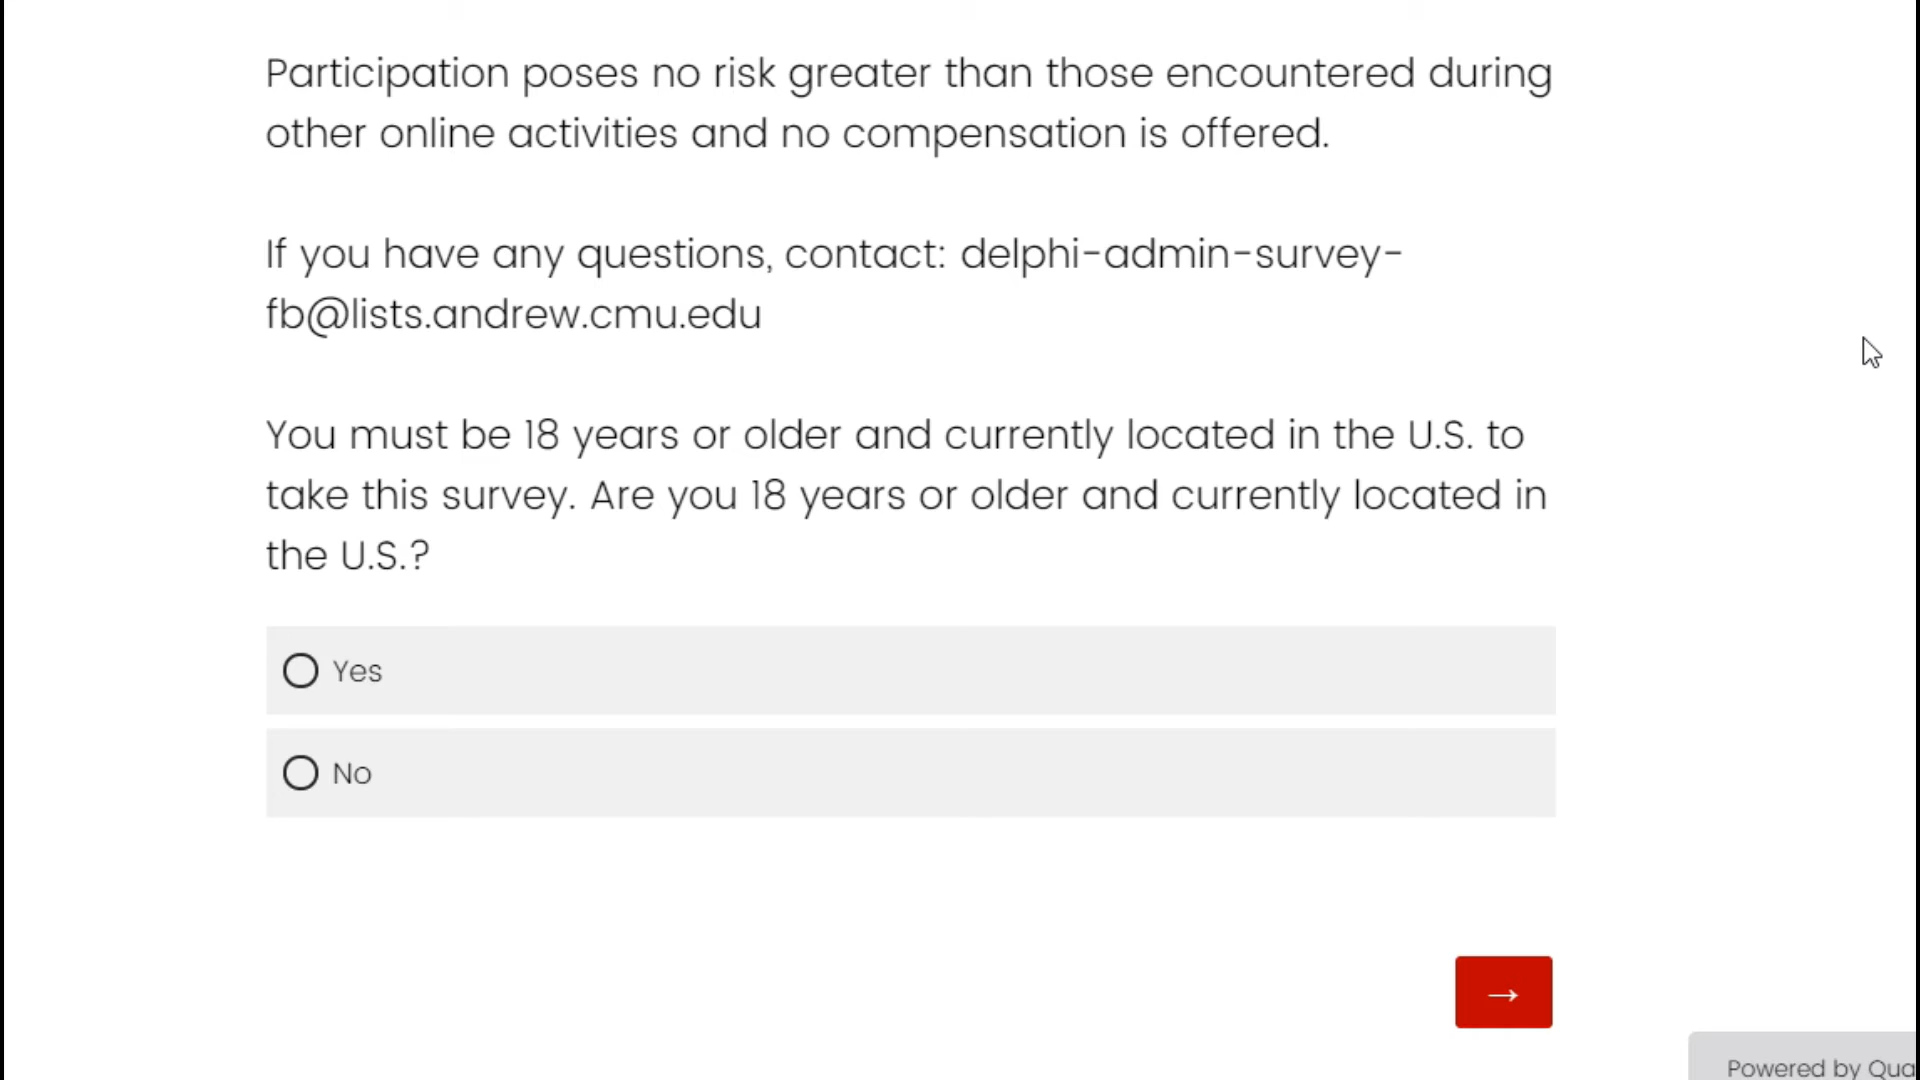 Participation poses no risk greater than those encountered during
other online activities and no compensation is offered.
If you have any questions, contact: delphi-admin-survey-
fb@lists.andrew.cmu.edu
You must be 18 years or older and currently located in the U.S. to
take this survey. Are you 18 years or older and currently located in
the U.S.?
Yes
No
→
Powered by Qua